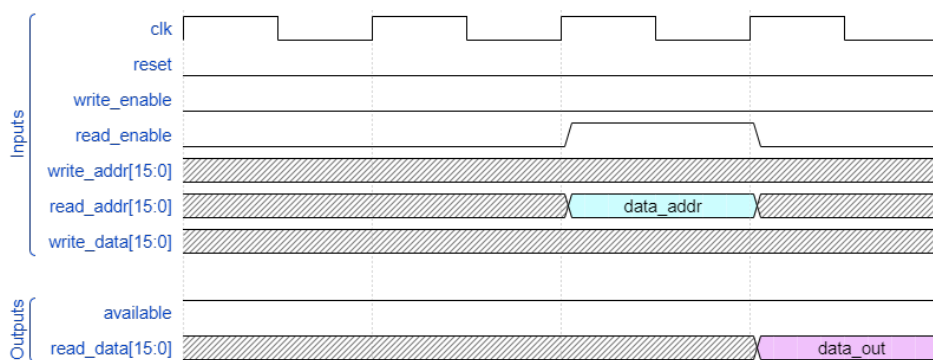 Inputs
clk
reset
write_enable
read_enable
write_addr[15:0]
read_addr[15:0] data_addr
write_data[15:0]
Outputs
available
read_data[15:0] data_out